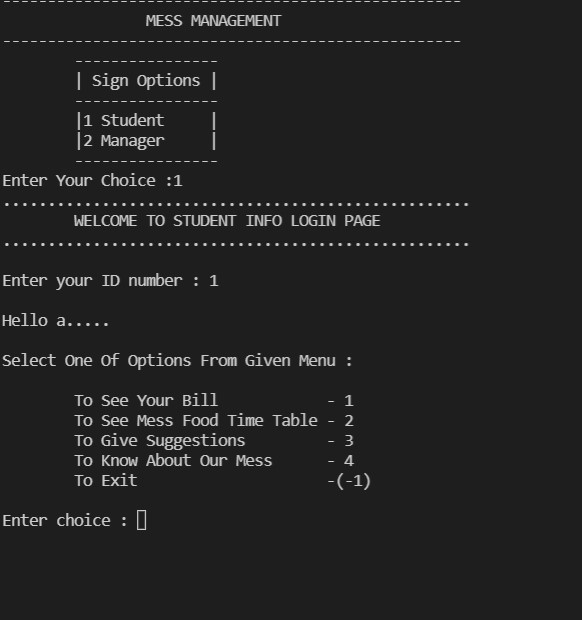 ---------------------------------------------------
MESS MANAGEMENT
---------------------------------------------------
----------------
| Sign Options |
----------------
|1 Student     |
|2 Manager     |
----------------
Enter Your Choice :1
....................................................
WELCOME TO STUDENT INFO LOGIN PAGE
....................................................
Enter your ID number : 1
Hello a.....
Select One Of Options From Given Menu :
To See Your Bill            - 1
To See Mess Food Time Table - 2
To Give Suggestions         - 3
To Know About Our Mess      - 4
To Exit                     -(-1)
Enter choice :